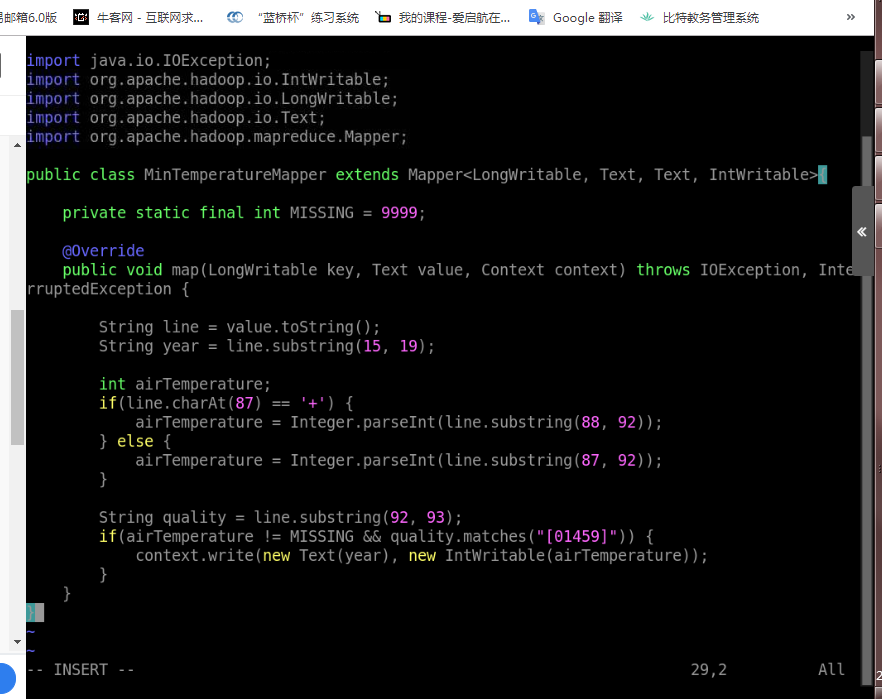 易邮箱6.0版 牛客网 - 互联网求... “蓝桥杯”练习系统 我的课程-爱启航在... Google 翻译 比特教务管理系统 »
import java.io.IOException;
import org.apache.hadoop.io.IntWritable;
import org.apache.hadoop.io.LongWritable;
import org.apache.hadoop.io.Text;
import org.apache.hadoop.mapreduce.Mapper;
public class MinTemperatureMapper extends Mapper<LongWritable, Text, Text, IntWritable>{
private static final int MISSING = 9999;
@Override
public void map(LongWritable key, Text value, Context context) throws IOException, Inte
rruptedException {
String line = value.toString();
String year = line.substring(15, 19);
int airTemperature;
if(line.charAt(87) == '+') {
airTemperature = Integer.parseInt(line.substring(88, 92));
} else {
airTemperature = Integer.parseInt(line.substring(87, 92));
}
String quality = line.substring(92, 93);
if(airTemperature != MISSING && quality.matches("[01459]")) {
context.write(new Text(year), new IntWritable(airTemperature));
}
}
}
~
~
-- INSERT -- 29,2 All